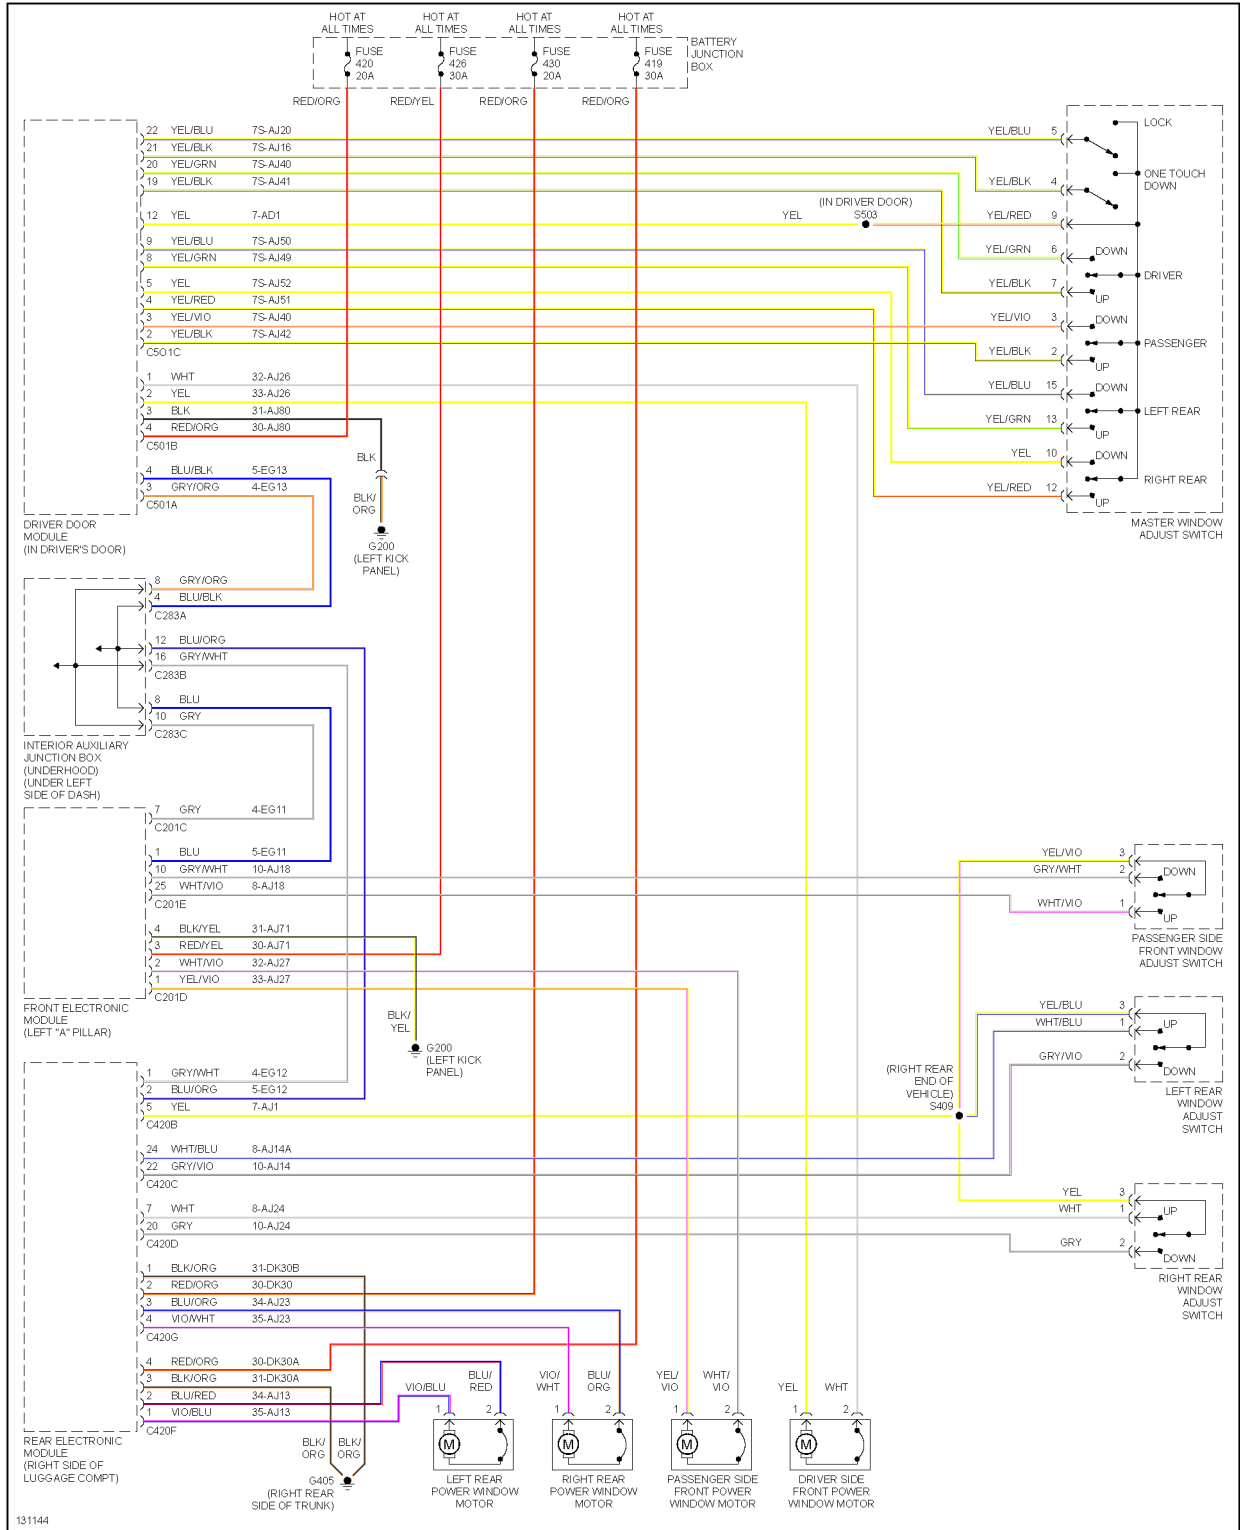 HOT AT
ALL TIMES
HOT AT
ALL TIMES
HOT AT
ALL TIMES
HOT AT
ALL TIMES
FUSE
420
20A
FUSE
426
30A
FUSE
430
20A
FUSE
419
30A
BATTERY
JUNCTION
BOX
RED/ORG
RED/YEL
RED/ORG
RED/ORG
22 YEL/BLU 7S-AJ20
21 YEL/BLK 7S-AJ16
20 YEL/GRN 7S-AJ40
19 YEL/BLK 7S-AJ41
12 YEL 7-AD1
9 YEL/BLU 7S-AJ50
8 YEL/GRN 7S-AJ49
5 YEL 7S-AJ52
4 YEL/RED 7S-AJ51
3 YEL/VIO 7S-AJ40
2 YEL/BLK 7S-AJ42
C501C
1 WHT 32-AJ26
2 YEL 33-AJ26
3 BLK 31-AJ80
4 RED/ORG 30-AJ80
C501B
4 BLU/BLK 5-EG13
3 GRY/ORG 4-EG13
C501A
DRIVER DOOR
MODULE
(IN DRIVER'S DOOR)
BLK
BLK/
ORG
G200
(LEFT KICK
PANEL)
(IN DRIVER DOOR)
YEL S503
YEL/BLU 5
YEL/BLK 4
YEL/RED 9
YEL/GRN 6
YEL/BLK 7
YEL/VIO 3
YEL/BLK 2
YEL/BLU 15
YEL/GRN 13
YEL 10
YEL/RED 12
LOCK
ONE TOUCH
DOWN
DOWN
DRIVER
UP
DOWN
PASSENGER
UP
DOWN
LEFT REAR
UP
DOWN
RIGHT REAR
UP
MASTER WINDOW
ADJUST SWITCH
8 GRY/ORG
4 BLU/BLK
C283A
12 BLU/ORG
16 GRY/WHT
C283B
8 BLU
10 GRY
C283C
INTERIOR AUXILIARY
JUNCTION BOX
(UNDERHOOD)
(UNDER LEFT
SIDE OF DASH)
7 GRY 4-EG11
C201C
1 BLU 5-EG11
10 GRY/WHT 10-AJ18
25 WHT/VIO 8-AJ18
C201E
4 BLK/YEL 31-AJ71
3 RED/YEL 30-AJ71
2 WHT/VIO 32-AJ27
1 YEL/VIO 33-AJ27
C201D
FRONT ELECTRONIC
MODULE
(LEFT "A" PILLAR)
BLK/
YEL
G200
(LEFT KICK
PANEL)
YEL/VIO 3
GRY/WHT 2
WHT/VIO 1
DOWN
UP
PASSENGER SIDE
FRONT WINDOW
ADJUST SWITCH
YEL/BLU 3
WHT/BLU 1
GRY/VIO 2
UP
DOWN
LEFT REAR
WINDOW
ADJUST
SWITCH
(RIGHT REAR
END OF
VEHICLE)
S409
YEL 3
WHT 1
GRY 2
UP
DOWN
RIGHT REAR
WINDOW
ADJUST
SWITCH
1 GRY/WHT 4-EG12
2 BLU/ORG 5-EG12
5 YEL 7-AJ1
C420B
24 WHT/BLU 8-AJ14A
22 GRY/VIO 10-AJ14
C420C
7 WHT 8-AJ24
20 GRY 10-AJ24
C420D
1 BLK/ORG 31-DK30B
2 RED/ORG 30-DK30
3 BLU/ORG 34-AJ23
4 VIO/WHT 35-AJ23
C420G
4 RED/ORG 30-DK30A
3 BLK/ORG 31-DK30A
2 BLU/RED 34-AJ13
1 VIO/BLU 35-AJ13
C420F
REAR ELECTRONIC
MODULE
(RIGHT SIDE OF
LUGGAGE COMPT)
BLK/
ORG
BLK/
ORG
G405
(RIGHT REAR
SIDE OF TRUNK)
VIO/BLU
BLU/
RED
1 2
M
LEFT REAR
POWER WINDOW
MOTOR
VIO/
WHT
BLU/
ORG
1 2
M
RIGHT REAR
POWER WINDOW
MOTOR
YEL/
VIO
WHT/
VIO
1 2
M
PASSENGER SIDE
FRONT POWER
WINDOW MOTOR
YEL WHT
1 2
M
DRIVER SIDE
FRONT POWER
WINDOW MOTOR
131144